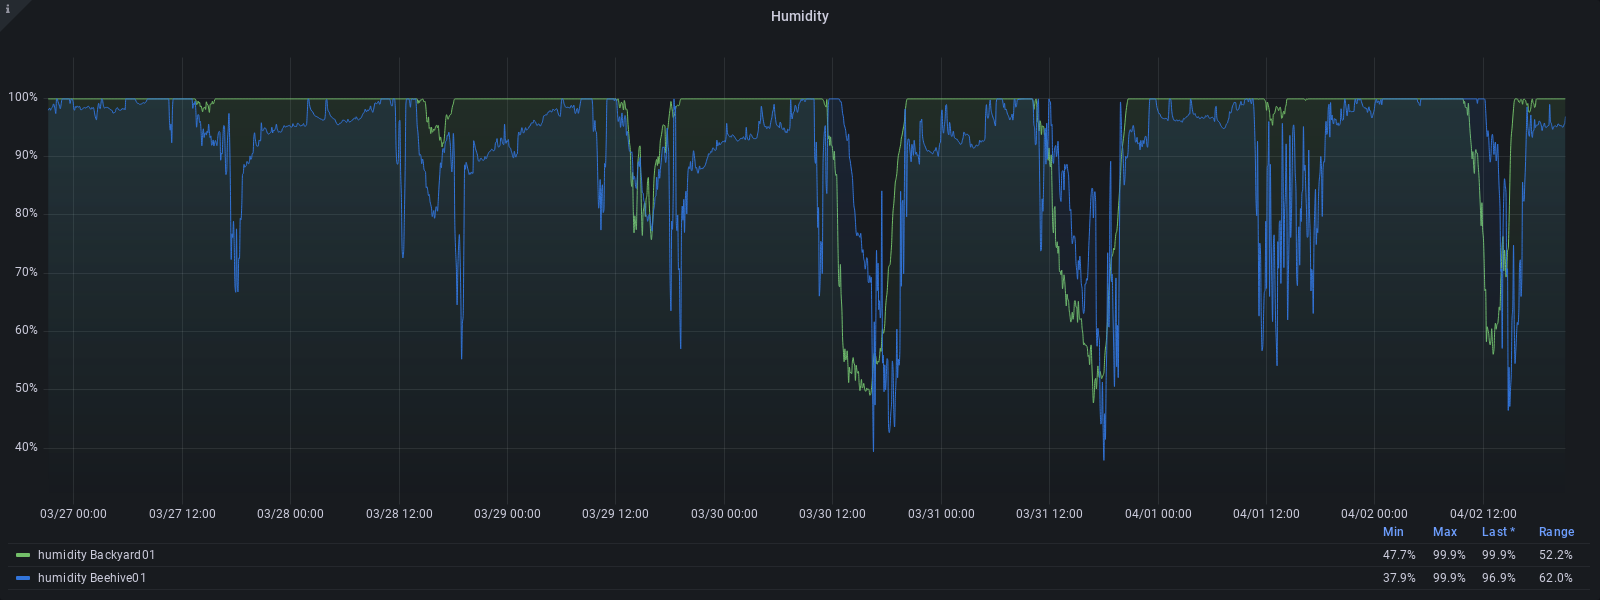 i
Humidity
100%
90%
80%
70%
60%
50%
40%
03/27 00:00 03/27 12:00 03/28 00:00 03/28 12:00 03/29 00:00 03/29 12:00 03/30 00:00 03/30 12:00 03/31 00:00 03/31 12:00 04/01 00:00 04/01 12:00 04/02 00:00 04/02 12:00
Min Max Last * Range
humidity Backyard01 47.7% 99.9% 99.9% 52.2%
humidity Beehive01 37.9% 99.9% 96.9% 62.0%